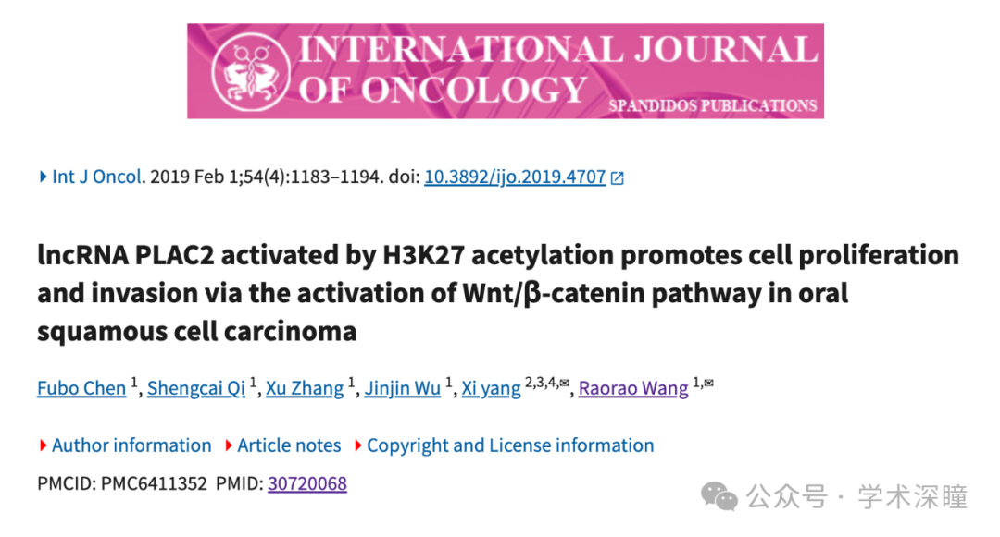 INTERNATIONAL JOURNAL
OF ONCOLOGY
SPANDIDOS PUBLICATIONS
Int J Oncol. 2019 Feb 1;54(4):1183–1194. doi: 10.3892/ijo.2019.4707
lncRNA PLAC2 activated by H3K27 acetylation promotes cell proliferation
and invasion via the activation of Wnt/β-catenin pathway in oral
squamous cell carcinoma
Fubo Chen 1, Shengcai Qi 1, Xu Zhang 1, Jinjin Wu 1, Xi yang 2,3,4,✉, Raorao Wang 1,✉
Author information Article notes Copyright and License information
PMCID: PMC6411352 PMID: 30720068
公众号 · 学术深瞳